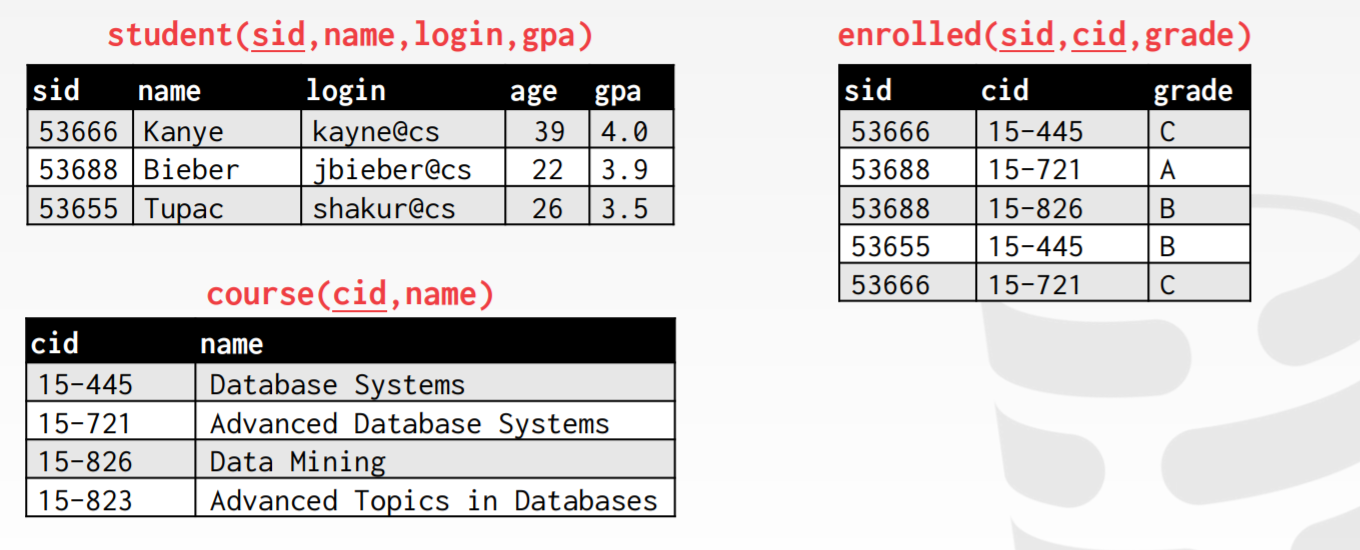 student(sid,name,login,gpa)
sid name login age gpa
53666 Kanye kayne@cs 39 4.0
53688 Bieber jbieber@cs 22 3.9
53655 Tupac shakur@cs 26 3.5
course(cid,name)
cid name
15-445 Database Systems
15-721 Advanced Database Systems
15-826 Data Mining
15-823 Advanced Topics in Databases
enrolled(sid,cid,grade)
sid cid grade
53666 15-445 C
53688 15-721 A
53688 15-826 B
53655 15-445 B
53666 15-721 C